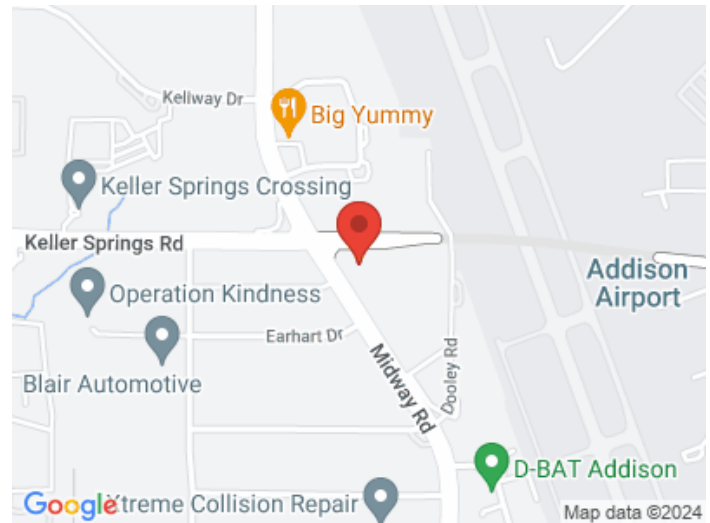 Kellway Dr
Big Yummy
Keller Springs Crossing
Keller Springs Rd
Addison
Airport
Operation Kindness
Earhart Dr
Midway Rd
Dooley Rd
Blair Automotive
D-BAT Addison
Google
Xtreme Collision Repair
Map data ©2024